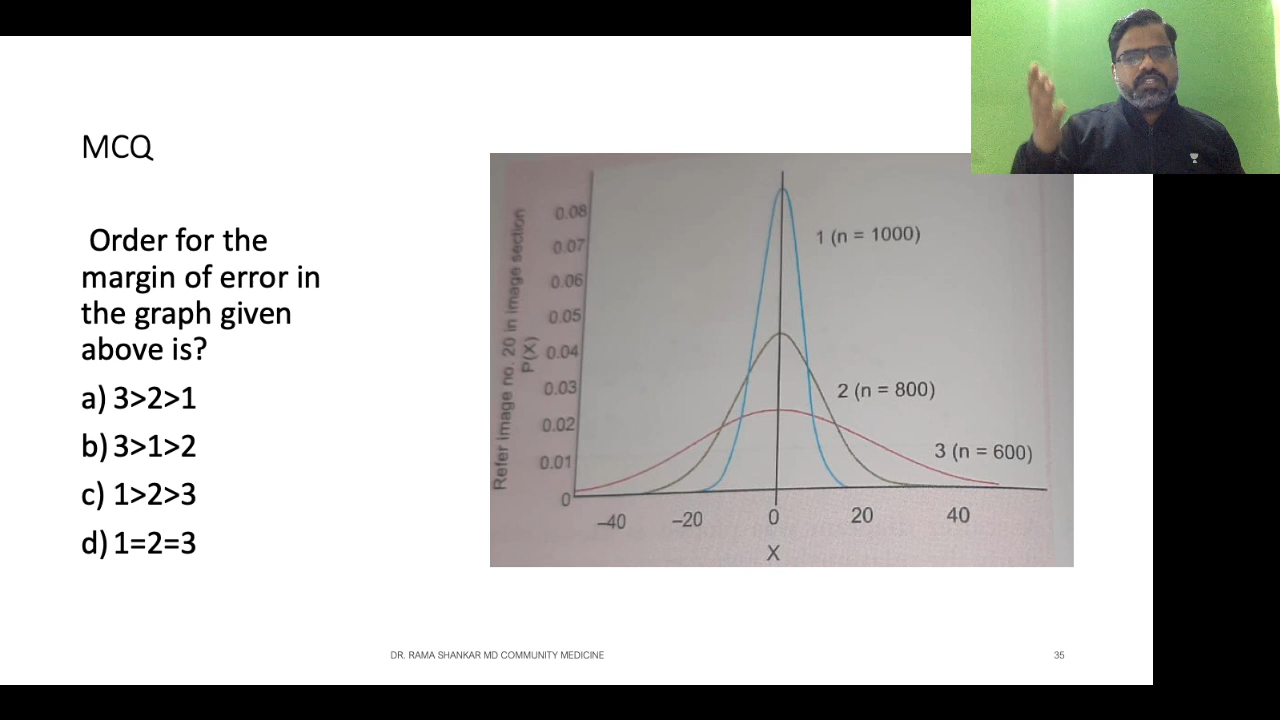 MCQ
Order for the
margin of error in
the graph given
above is?
a) 3>2>1
b) 3>1>2
c) 1>2>3
d) 1=2=3
Refer image no. 20 in image section
P(X)
0.08
0.07
0.06
0.05
0.04
0.03
0.02
0.01
0
1 (n = 1000)
2 (n = 800)
3 (n = 600)
–40 –20 0 20 40
X
DR. RAMA SHANKAR MD COMMUNITY MEDICINE
35